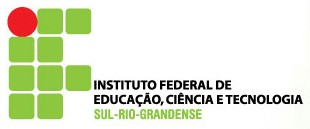 INSTITUTO FEDERAL DE
EDUCAÇÃO, CIÊNCIA E TECNOLOGIA
SUL-RIO-GRANDENSE